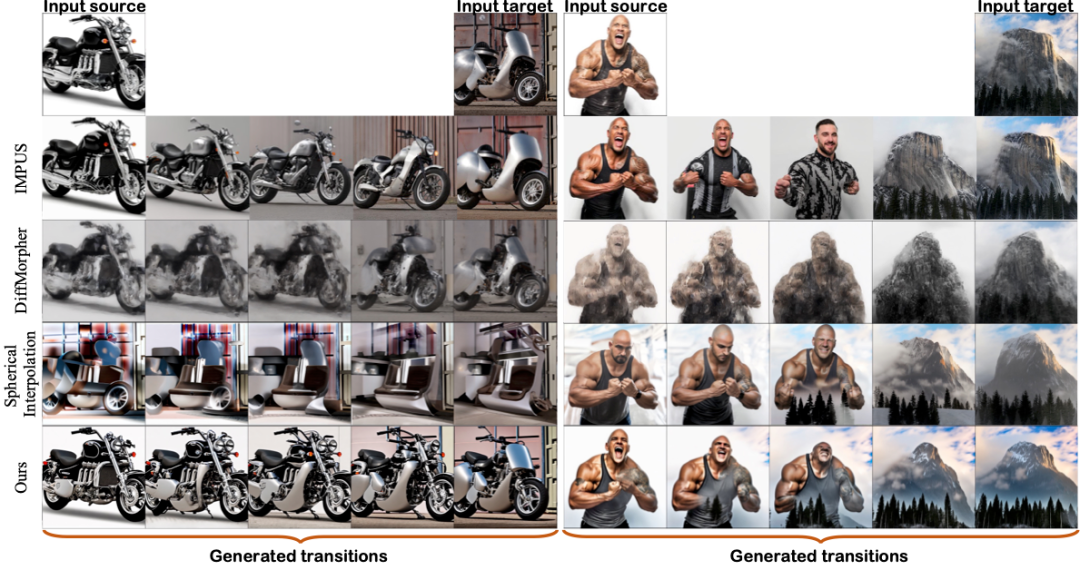 Input source
Input target
Input source
Input target
IMPUS
DiffMorpher
Spherical
Interpolation
Ours
Generated transitions
Generated transitions